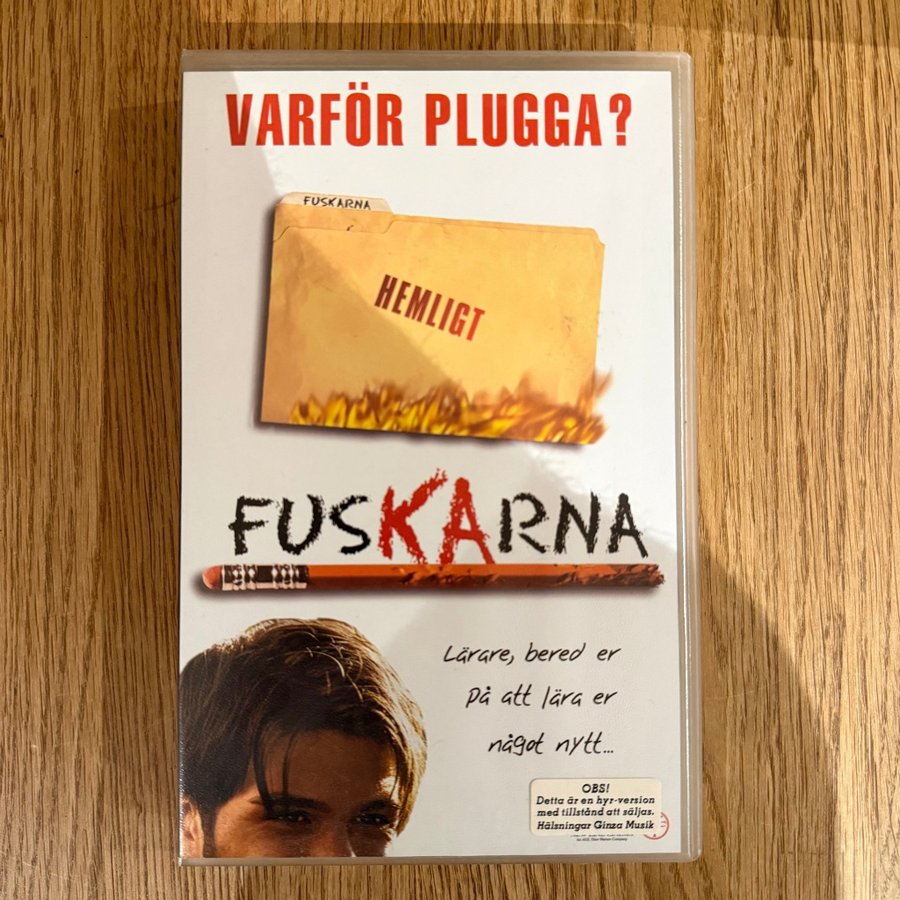 VARFÖR PLUGGA?
FUSKARNA
HEMLIGT
FUSKARNA
Lärare, bered er
på att lära er
något nytt...
OBS!
Detta är en hyr-version
med tillstånd att säljas.
Hälsningar Ginza Musik